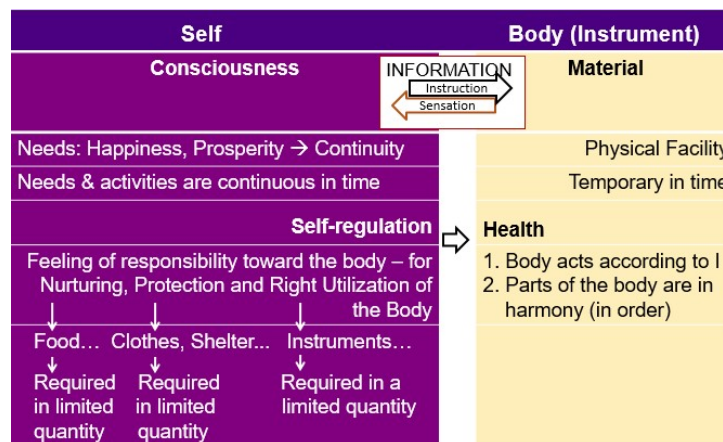 Self
Body (Instrument)
Consciousness
INFORMATION
Instruction
Sensation
Material
Needs: Happiness, Prosperity → Continuity
Physical Facility
Needs & activities are continuous in time
Temporary in time
Self-regulation
Health
Feeling of responsibility toward the body – for
Nurturing, Protection and Right Utilization of
the Body
1. Body acts according to I
2. Parts of the body are in
harmony (in order)
Food…
Clothes, Shelter...
Instruments…
Required
in limited
quantity
Required
in limited
quantity
Required in a
limited quantity